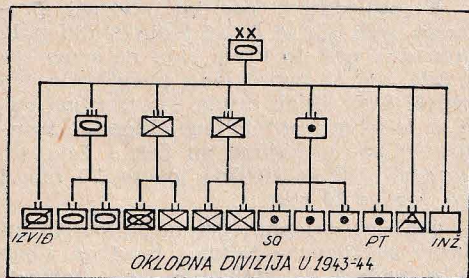 XX
IZVIĐ
SO
PT
INŽ
OKLOPNA DIVIZIJA U 1943-44